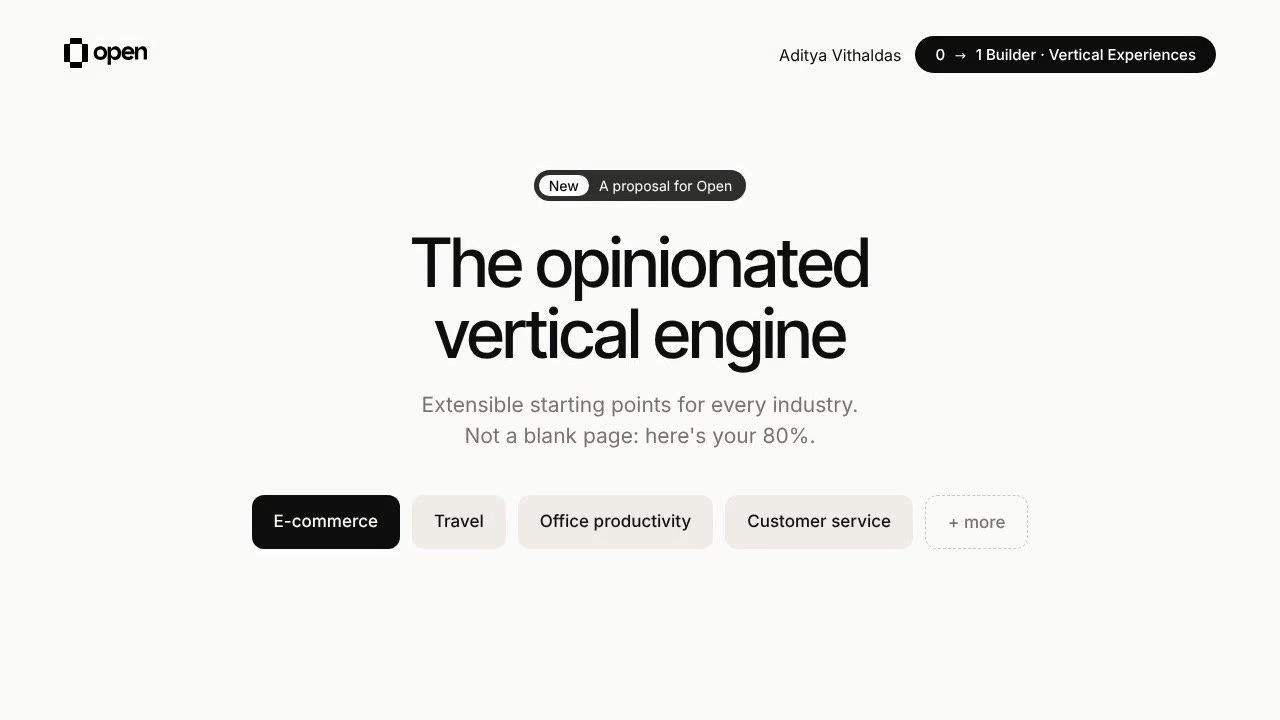 open
Aditya Vithaldas
0 → 1 Builder · Vertical Experiences
New A proposal for Open
The opinionated
vertical engine
Extensible starting points for every industry.
Not a blank page: here's your 80%.
E-commerce
Travel
Office productivity
Customer service
+ more